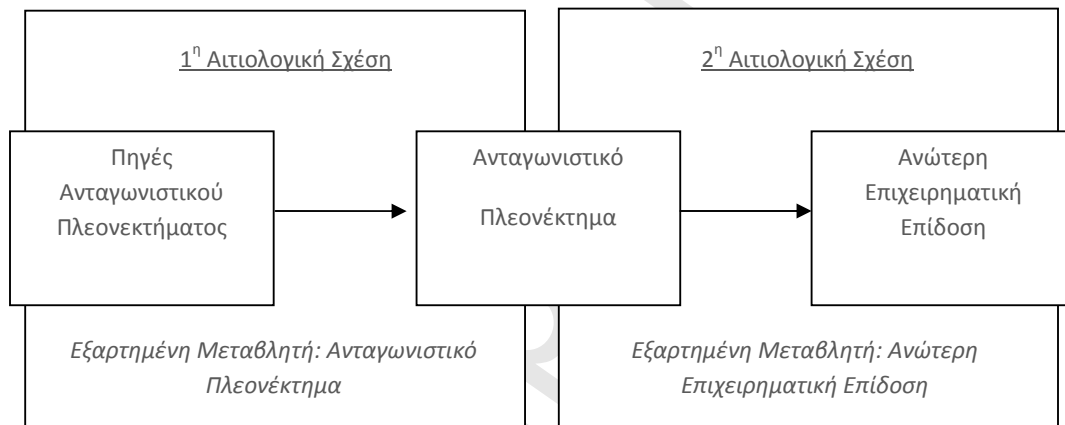 1η Αιτιολογική Σχέση
2η Αιτιολογική Σχέση
Πηγές
Ανταγωνιστικού
Πλεονεκτήματος
Ανταγωνιστικό
Πλεονέκτημα
Ανώτερη
Επιχειρηματική
Επίδοση
Εξαρτημένη Μεταβλητή: Ανταγωνιστικό
Πλεονέκτημα
Εξαρτημένη Μεταβλητή: Ανώτερη
Επιχειρηματική Επίδοση